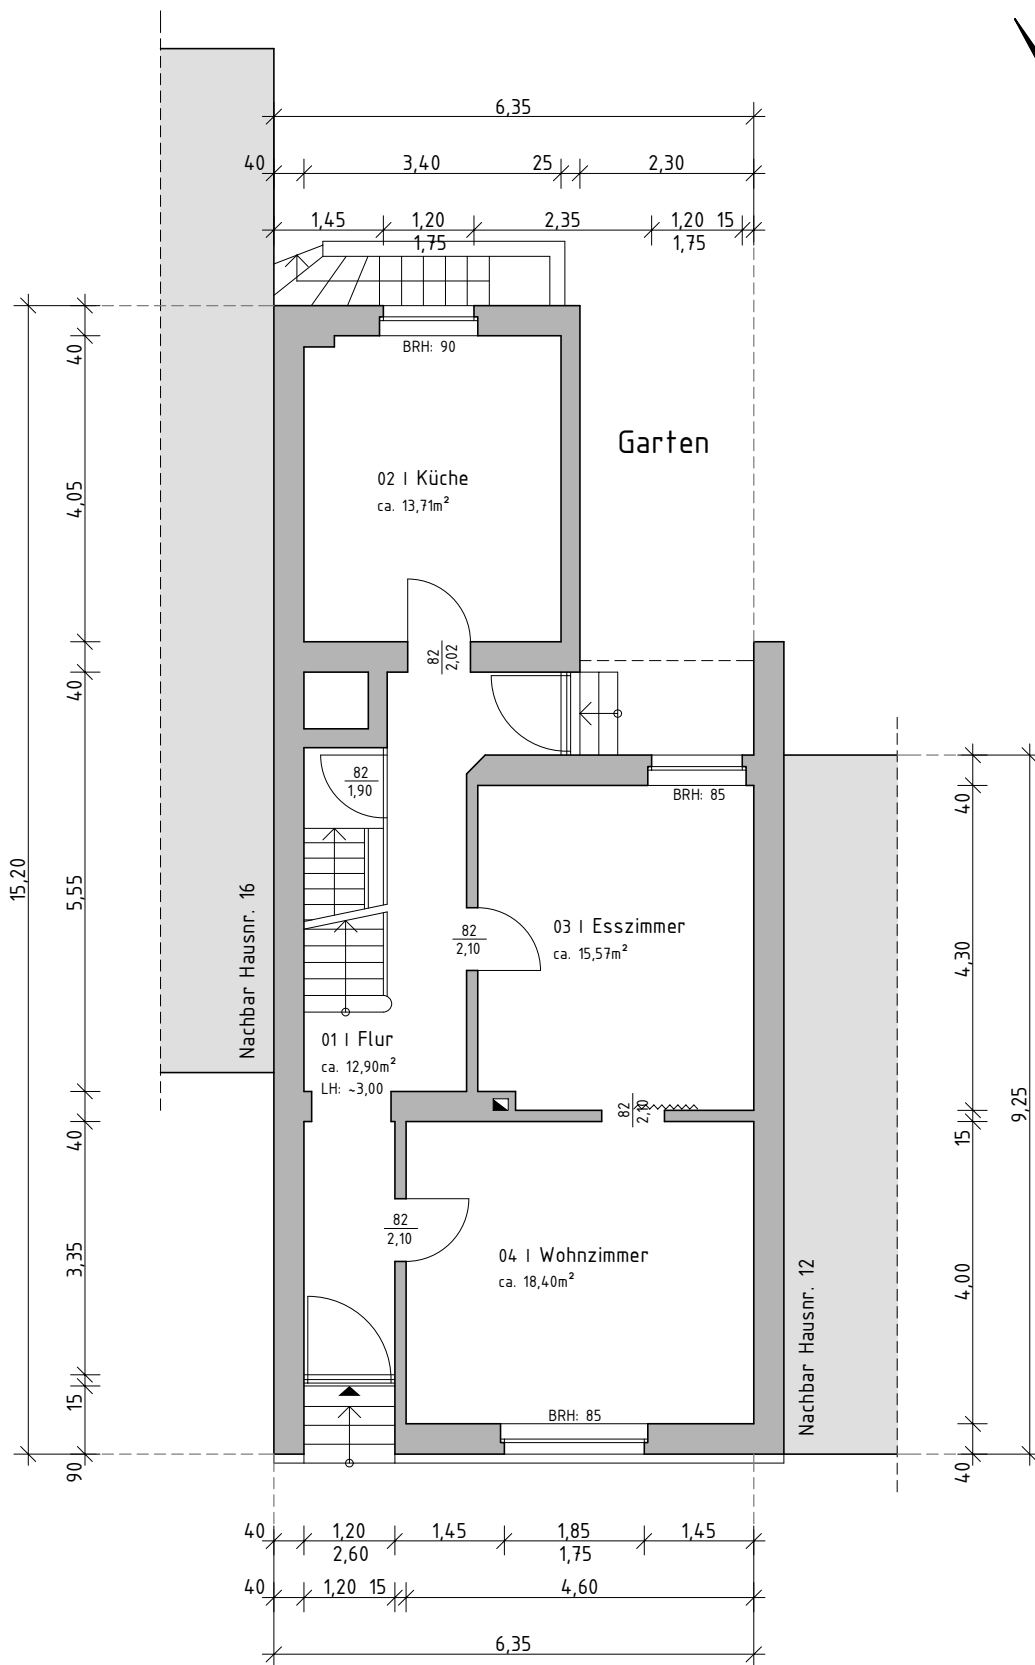 6,35
40 3,40 25 2,30
1,45 1,20 2,35 1,20 15
1,75 1,75
BRH: 90
40
Garten
02 | Küche
ca. 13,71m²
4,05
82
2,02
40
82
1,90
BRH: 85
40
15,20
5,55
Nachbar Hausnr. 16
82
2,10
03 | Esszimmer
ca. 15,57m²
4,30
01 | Flur
ca. 12,90m²
LH: ~3,00
82
2,10
9,25
40
15
82
2,10
3,35
04 | Wohnzimmer
ca. 18,40m²
4,00
Nachbar Hausnr. 12
15
BRH: 85
90
40
40 1,20 1,45 1,85 1,45
2,60 1,75
40 1,20 15 4,60
6,35